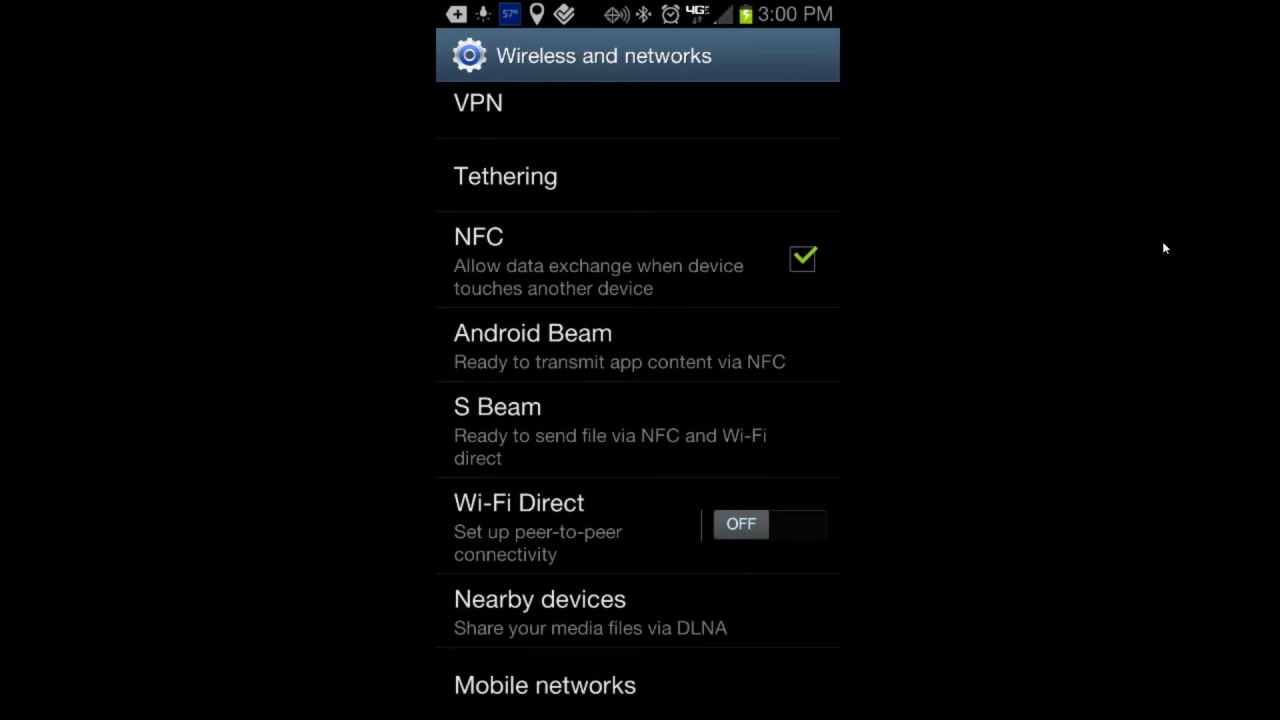 57° 4G 3:00 PM
Wireless and networks
VPN
Tethering
NFC
Allow data exchange when device
touches another device
Android Beam
Ready to transmit app content via NFC
S Beam
Ready to send file via NFC and Wi-Fi
direct
Wi-Fi Direct
Set up peer-to-peer
connectivity
OFF
Nearby devices
Share your media files via DLNA
Mobile networks